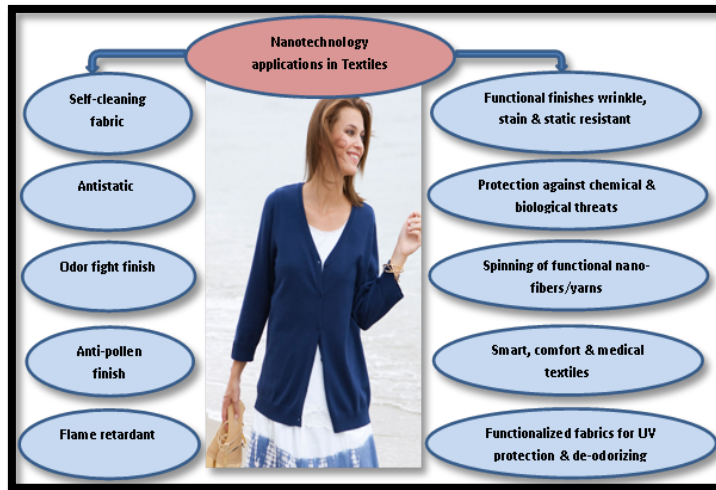 Nanotechnology
applications in Textiles
Self-cleaning
fabric
Antistatic
Odor fight finish
Anti-pollen
finish
Flame retardant
Functional finishes wrinkle,
stain & static resistant
Protection against chemical &
biological threats
Spinning of functional nano-
fibers/yarns
Smart, comfort & medical
textiles
Functionalized fabrics for UV
protection & de-odorizing